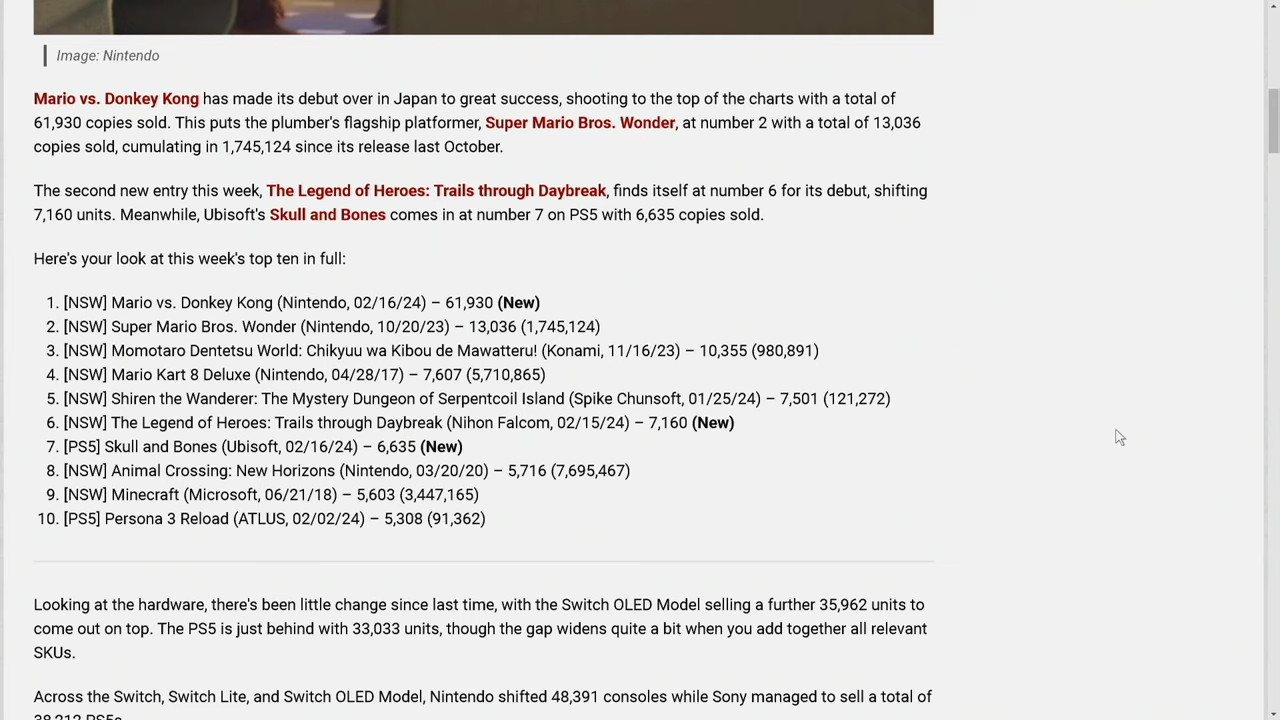 Image: Nintendo
Mario vs. Donkey Kong has made its debut over in Japan to great success, shooting to the top of the charts with a total of
61,930 copies sold. This puts the plumber's flagship platformer, Super Mario Bros. Wonder, at number 2 with a total of 13,036
copies sold, cumulating in 1,745,124 since its release last October.
The second new entry this week, The Legend of Heroes: Trails through Daybreak, finds itself at number 6 for its debut, shifting
7,160 units. Meanwhile, Ubisoft's Skull and Bones comes in at number 7 on PS5 with 6,635 copies sold.
Here's your look at this week's top ten in full:
1. [NSW] Mario vs. Donkey Kong (Nintendo, 02/16/24) – 61,930 (New)
2. [NSW] Super Mario Bros. Wonder (Nintendo, 10/20/23) – 13,036 (1,745,124)
3. [NSW] Momotaro Dentetsu World: Chikyuu wa Kibou de Mawatteru! (Konami, 11/16/23) – 10,355 (980,891)
4. [NSW] Mario Kart 8 Deluxe (Nintendo, 04/28/17) – 7,607 (5,710,865)
5. [NSW] Shiren the Wanderer: The Mystery Dungeon of Serpentcoil Island (Spike Chunsoft, 01/25/24) – 7,501 (121,272)
6. [NSW] The Legend of Heroes: Trails through Daybreak (Nihon Falcom, 02/15/24) – 7,160 (New)
7. [PS5] Skull and Bones (Ubisoft, 02/16/24) – 6,635 (New)
8. [NSW] Animal Crossing: New Horizons (Nintendo, 03/20/20) – 5,716 (7,695,467)
9. [NSW] Minecraft (Microsoft, 06/21/18) – 5,603 (3,447,165)
10. [PS5] Persona 3 Reload (ATLUS, 02/02/24) – 5,308 (91,362)
Looking at the hardware, there's been little change since last time, with the Switch OLED Model selling a further 35,962 units to
come out on top. The PS5 is just behind with 33,033 units, though the gap widens quite a bit when you add together all relevant
SKUs.
Across the Switch, Switch Lite, and Switch OLED Model, Nintendo shifted 48,391 consoles while Sony managed to sell a total of
38,212 PS5s.